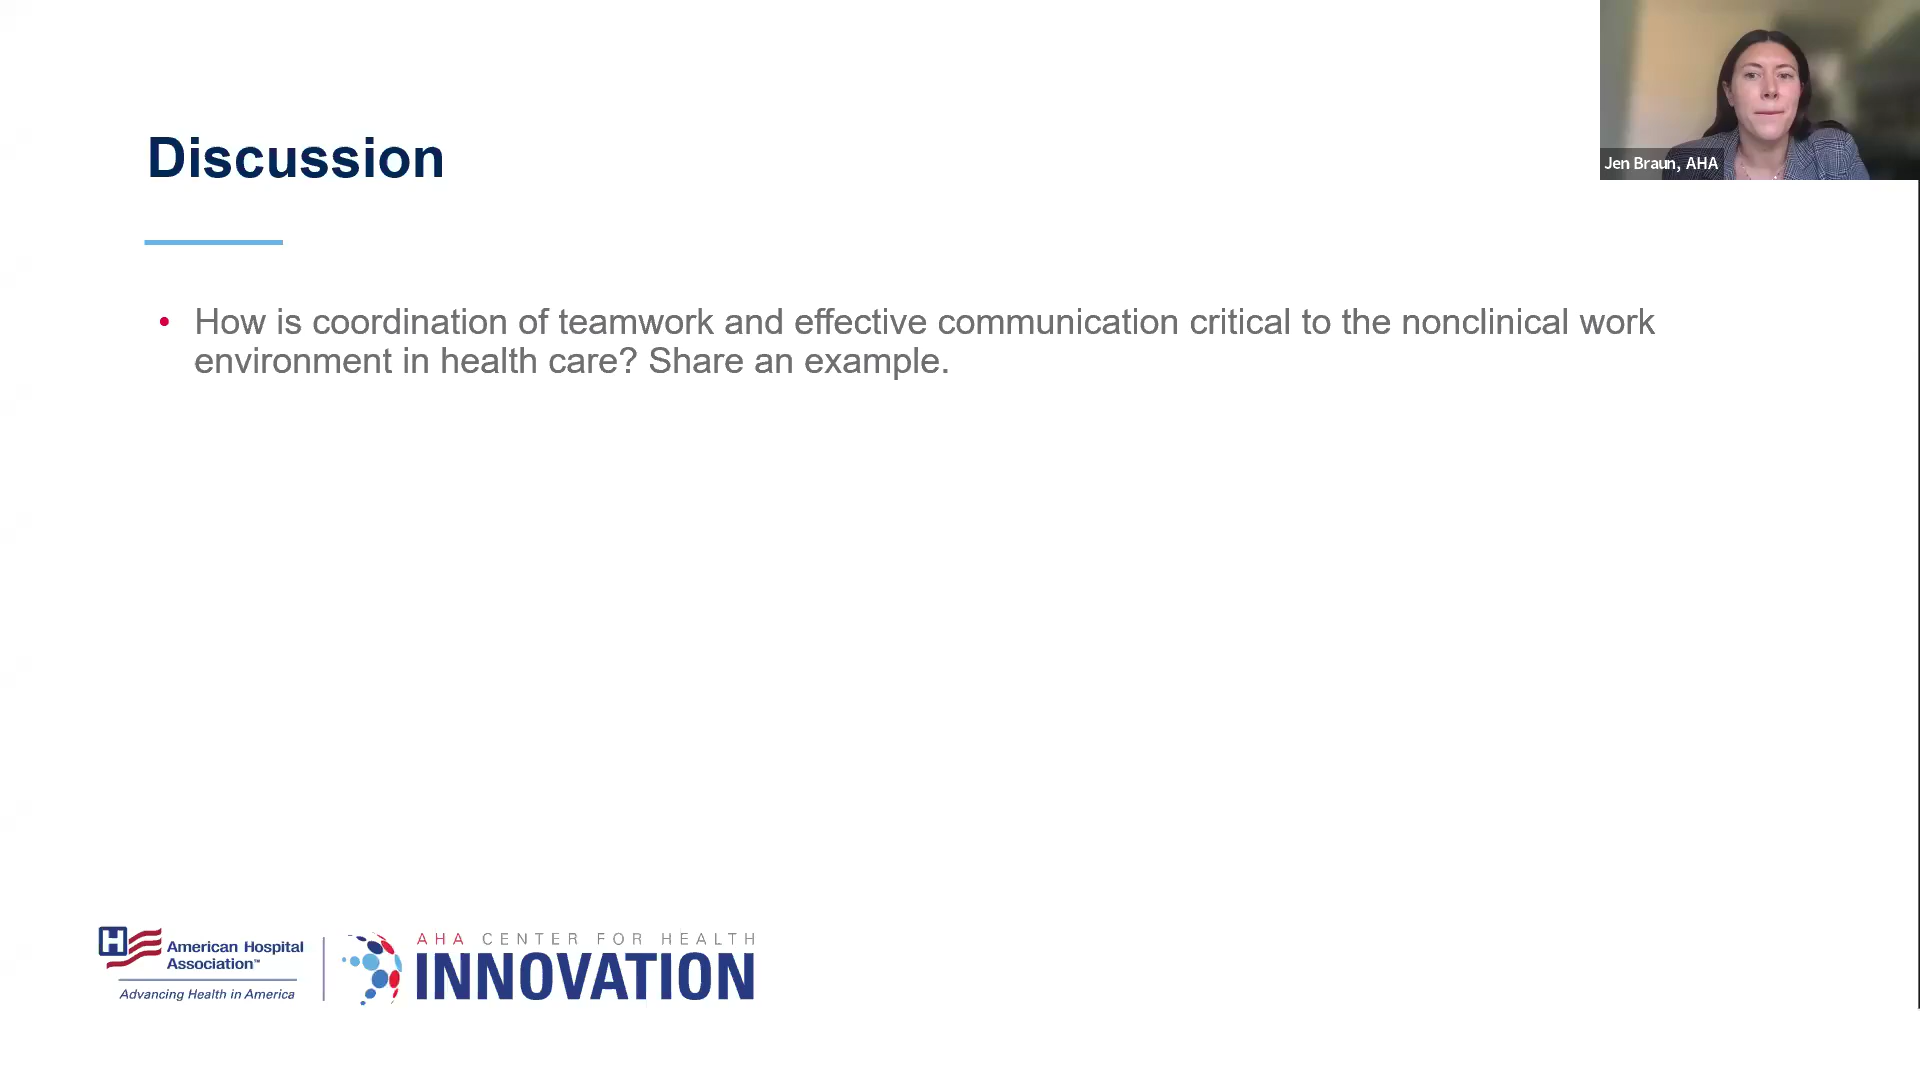 Jen Braun, AHA
Discussion
• How is coordination of teamwork and effective communication critical to the nonclinical work
environment in health care? Share an example.
H
American Hospital
Association™
Advancing Health in America
AHA CENTER FOR HEALTH
INNOVATION